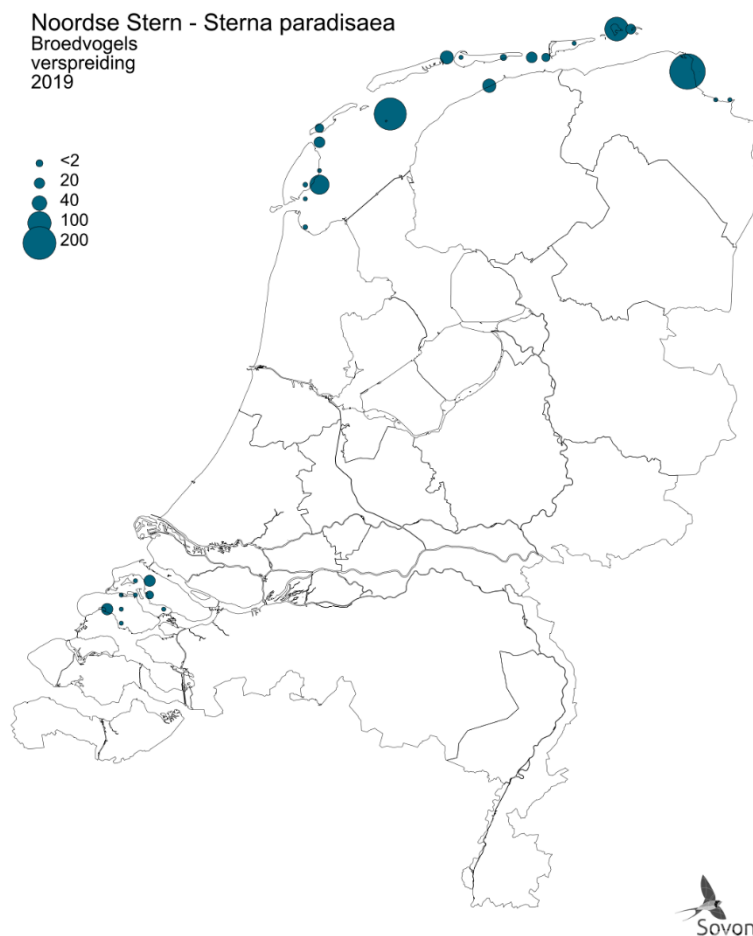 Noordse Stern - Sterna paradisaea
Broedvogels
verspreiding
2019
<2
20
40
100
200
Sovon